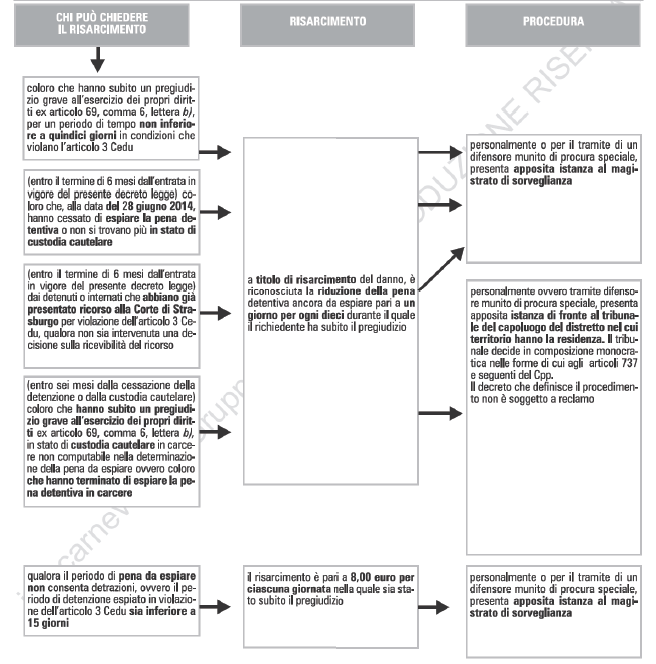 CHI PUÒ CHIEDERE
IL RISARCIMENTO
RISARCIMENTO
PROCEDURA
coloro che hanno subito un pregiudi-
zio grave all'esercizio dei propri dirit-
ti ex articolo 69, comma 6, lettera b),
per un periodo di tempo non inferio-
re a quindici giorni in condizioni che
violano l'articolo 3 Cedu
(entro il termine di 6 mesi dall'entrata in
vigore del presente decreto legge) co-
loro che, alla data del 28 giugno 2014,
hanno cessato di espiare la pena de-
tentiva o non si trovano più in stato di
custodia cautelare
(entro il termine di 6 mesi dall'entrata
in vigore del presente decreto legge)
dai detenuti o internati che abbiano già
presentato ricorso alla Corte di Stra-
sburgo per violazione dell'articolo 3 Ce-
du, qualora non sia intervenuta una de-
cisione sulla ricevibilità del ricorso
(entro sei mesi dalla cessazione della
detenzione o dalla custodia cautelare)
coloro che hanno subito un pregiudi-
zio grave all'esercizio dei propri dirit-
ti ex articolo 69, comma 6, lettera b),
in stato di custodia cautelare in carce-
re non computabile nella determinazio-
ne della pena da espiare ovvero coloro
che hanno terminato di espiare la pe-
na detentiva in carcere
a titolo di risarcimento del danno, è
riconosciuta la riduzione della pena
detentiva ancora da espiare pari a un
giorno per ogni dieci durante il quale
il richiedente ha subito il pregiudizio
personalmente o per il tramite di un
difensore munito di procura speciale,
presenta apposita istanza al magi-
strato di sorveglianza
personalmente ovvero tramite difenso-
re munito di procura speciale, presenta
apposita istanza di fronte al tribuna-
le del capoluogo del distretto nel cui
territorio hanno la residenza. Il tribu-
nale decide in composizione monocra-
tica nelle forme di cui agli articoli 737
e seguenti del Cpp.
Il decreto che definisce il procedimen-
to non è soggetto a reclamo
qualora il periodo di pena da espiare
non consenta detrazioni, ovvero il pe-
riodo di detenzione espiato in violazio-
ne dell'articolo 3 Cedu sia inferiore a
15 giorni
il risarcimento è pari a 8,00 euro per
ciascuna giornata nella quale sia sta-
to subito il pregiudizio
personalmente o per il tramite di un
difensore munito di procura speciale,
presenta apposita istanza al magi-
strato di sorveglianza